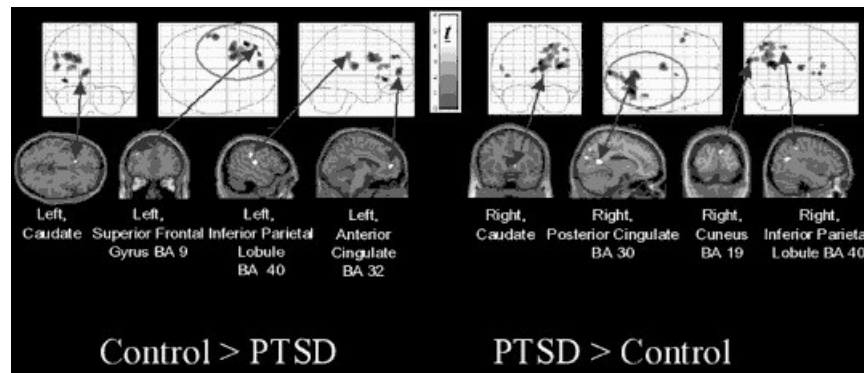 t
Left,
Caudate
Left,
Superior Frontal
Gyrus BA 9
Left,
Inferior Parietal
Lobule
BA 40
Left,
Anterior
Cingulate
BA 32
Right,
Caudate
Right,
Posterior Cingulate
BA 30
Right,
Cuneus
BA 19
Right,
Inferior Parietal
Lobule BA 40
Control > PTSD
PTSD > Control